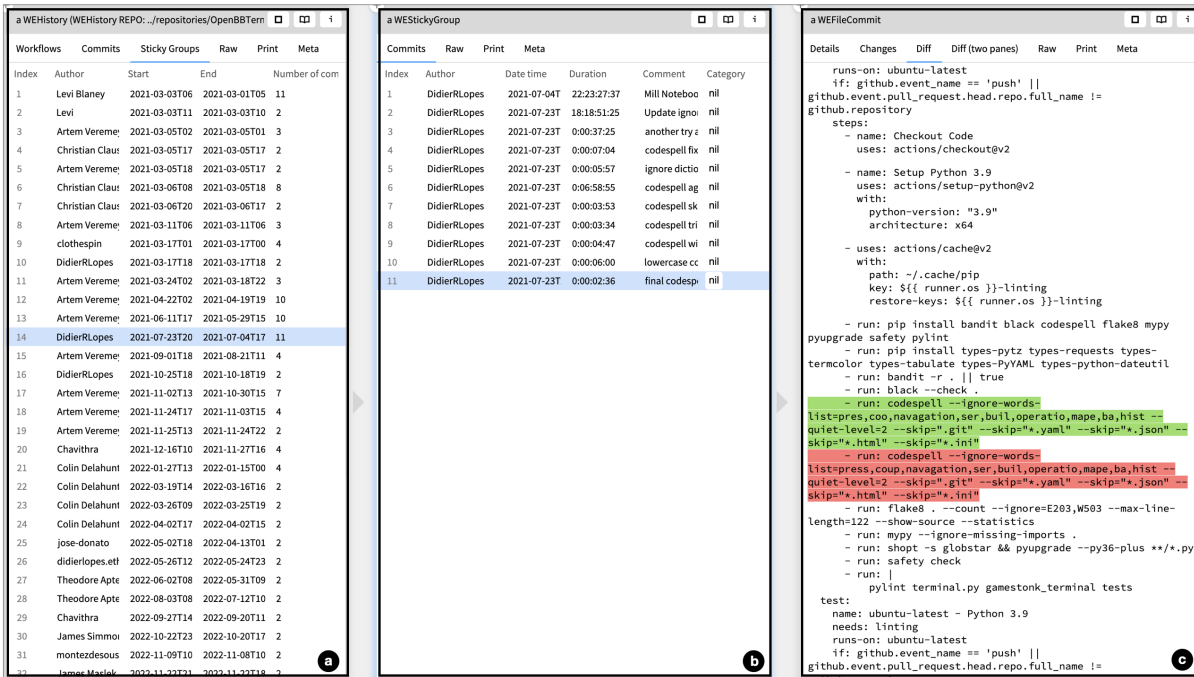 a WEHistory (WEHistory REPO: ../repositories/OpenBBTern
Workflows Commits Sticky Groups Raw Print Meta
Index Author Start End Number of com
1 Levi Blaney 2021-03-03T06 2021-03-01T05 11
2 Levi 2021-03-03T11 2021-03-03T10 2
3 Artem Veremey 2021-03-05T02 2021-03-05T01 3
4 Christian Claus 2021-03-05T17 2021-03-05T17 2
5 Artem Veremey 2021-03-05T18 2021-03-05T17 2
6 Christian Claus 2021-03-06T08 2021-03-05T18 8
7 Christian Claus 2021-03-06T20 2021-03-06T17 2
8 Artem Veremey 2021-03-11T06 2021-03-11T06 3
9 clothespin 2021-03-17T01 2021-03-17T00 4
10 DidierRLopes 2021-03-17T18 2021-03-17T18 2
11 Artem Veremey 2021-03-24T02 2021-03-18T22 3
12 Artem Veremey 2021-04-22T02 2021-04-19T19 10
13 Artem Veremey 2021-06-11T17 2021-05-29T15 10
14 DidierRLopes 2021-07-23T20 2021-07-04T17 11
15 Artem Veremey 2021-09-01T18 2021-08-21T11 4
16 DidierRLopes 2021-10-25T18 2021-10-18T19 2
17 Artem Veremey 2021-11-02T13 2021-10-30T15 7
18 Artem Veremey 2021-11-24T17 2021-11-03T15 4
19 Artem Veremey 2021-11-25T13 2021-11-24T22 2
20 Chavithra 2021-12-16T10 2021-11-27T16 4
21 Colin Delahunt 2022-01-27T13 2022-01-15T00 4
22 Colin Delahunt 2022-03-19T14 2022-03-16T16 2
23 Colin Delahunt 2022-03-26T09 2022-03-25T19 2
24 Colin Delahunt 2022-04-02T17 2022-04-02T15 2
25 jose-donato 2022-05-02T18 2022-04-13T01 2
26 didierlopes.eth 2022-05-26T12 2022-05-24T23 2
27 Theodore Apte 2022-06-02T08 2022-05-31T09 2
28 Theodore Apte 2022-08-03T08 2022-07-12T10 2
29 Chavithra 2022-09-27T14 2022-09-20T11 2
30 James Simmon 2022-10-22T23 2022-10-20T17 2
31 montezdesous 2022-11-09T10 2022-11-08T10 2
32 James Maslek 2022-11-22T21 2022-11-22T18 2
a
a WEStickyGroup
Commits Raw Print Meta
Index Author Date time Duration Comment Category
1 DidierRLopes 2021-07-04T 22:23:27:37 Mill Noteboo nil
2 DidierRLopes 2021-07-23T 18:18:51:25 Update igno nil
3 DidierRLopes 2021-07-23T 0:00:37:25 another try a nil
4 DidierRLopes 2021-07-23T 0:00:07:04 codespell fix nil
5 DidierRLopes 2021-07-23T 0:00:05:57 ignore dictio nil
6 DidierRLopes 2021-07-23T 0:06:58:55 codespell ag nil
7 DidierRLopes 2021-07-23T 0:00:03:53 codespell sk nil
8 DidierRLopes 2021-07-23T 0:00:03:34 codespell tri nil
9 DidierRLopes 2021-07-23T 0:00:04:47 codespell wi nil
10 DidierRLopes 2021-07-23T 0:00:06:00 lowercase cc nil
11 DidierRLopes 2021-07-23T 0:00:02:36 final codesp nil
b
a WEFileCommit
Details Changes Diff Diff (two panes) Raw Print Meta
runs-on: ubuntu-latest
if: github.event_name == 'push' ||
github.event.pull_request.head.repo.full_name !=
github.repository
steps:
- name: Checkout Code
uses: actions/checkout@v2
- name: Setup Python 3.9
uses: actions/setup-python@v2
with:
python-version: "3.9"
architecture: x64
- uses: actions/cache@v2
with:
path: ~/.cache/pip
key: ${{ runner.os }}-linting
restore-keys: ${{ runner.os }}-linting
- run: pip install bandit black codespell flake8 mypy
pyupgrade safety pylint
- run: pip install types-pytz types-requests types-
termcolor types-tabulate types-PyYAML types-python-dateutil
- run: bandit -r . || true
- run: black --check .
- run: codespell --ignore-words-
list=pres,coo,navagation,ser,buil,operatio,mape,ba,hist --
quiet-level=2 --skip=".git" --skip="*.yaml" --skip="*.json" --
skip="*.html" --skip="*.ini"
- run: codespell --ignore-words-
list=press,coup,navagation,ser,buil,operatio,mape,ba,hist --
quiet-level=2 --skip=".git" --skip="*.yaml" --skip="*.json" --
skip="*.html" --skip="*.ini"
- run: flake8 . --count --ignore=E203,W503 --max-line-
length=122 --show-source --statistics
- run: mypy --ignore-missing-imports .
- run: shopt -s globstar && pyupgrade --py36-plus **/*.py
- run: safety check
- run: |
pylint terminal.py gamestonk_terminal tests
test:
name: ubuntu-latest - Python 3.9
needs: linting
runs-on: ubuntu-latest
if: github.event_name == 'push' ||
github.event.pull_request.head.repo.full_name !=
c